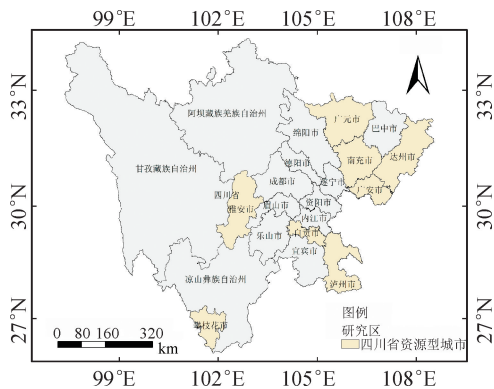 99°E 102°E 105°E 108°E
33°N
33°N
30°N
30°N
27°N
27°N
阿坝藏族羌族自治州
广元市
巴中市
绵阳市
达州市
南充市
德阳市
甘孜藏族自治州
成都市
遂宁市
广安市
四川省
雅安市
资阳市
眉山市
内江市
自贡市
乐山市
宜宾市
凉山彝族自治州
泸州市
攀枝花市
图例
研究区
四川省资源型城市
0 80 160 320
km
99°E 102°E 105°E 108°E